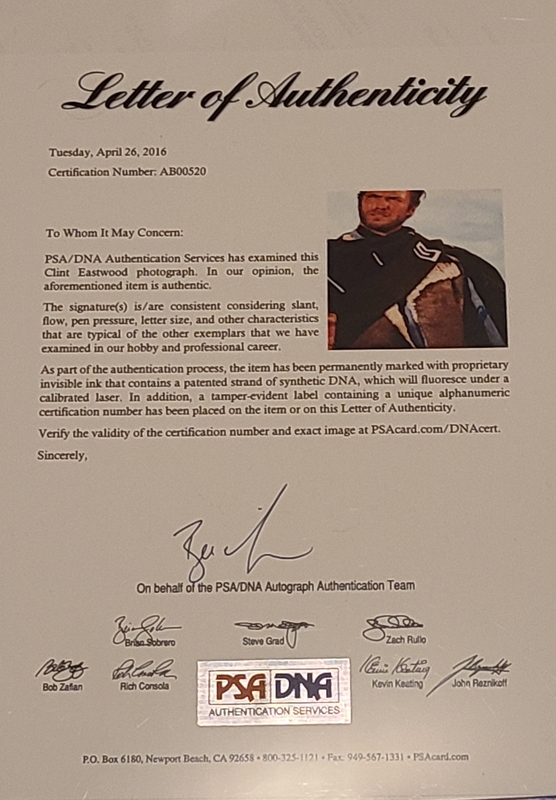 Letter of Authenticity
Tuesday, April 26, 2016
Certification Number: AB00520
To Whom It May Concern:
PSA/DNA Authentication Services has examined this
Clint Eastwood photograph. In our opinion, the
aforementioned item is authentic.
The signature(s) is/are consistent considering slant,
flow, pen pressure, letter size, and other characteristics
that are typical of the other exemplars that we have
examined in our hobby and professional career.
As part of the authentication process, the item has been permanently marked with proprietary
invisible ink that contains a patented strand of synthetic DNA, which will fluoresce under a
calibrated laser. In addition, a tamper-evident label containing a unique alphanumeric
certification number has been placed on the item or on this Letter of Authenticity.
Verify the validity of the certification number and exact image at PSAcard.com/DNAcert.
Sincerely,
On behalf of the PSA/DNA Autograph Authentication Team
Brian Sobrero
Steve Grad
Zach Rullo
Bob Zafian
Rich Consola
Kevin Keating
John Reznikoff
PSA DNA
AUTHENTICATION SERVICES
P.O. Box 6180, Newport Beach, CA 92658 • 800-325-1121 • Fax: 949-567-1331 • PSAcard.com